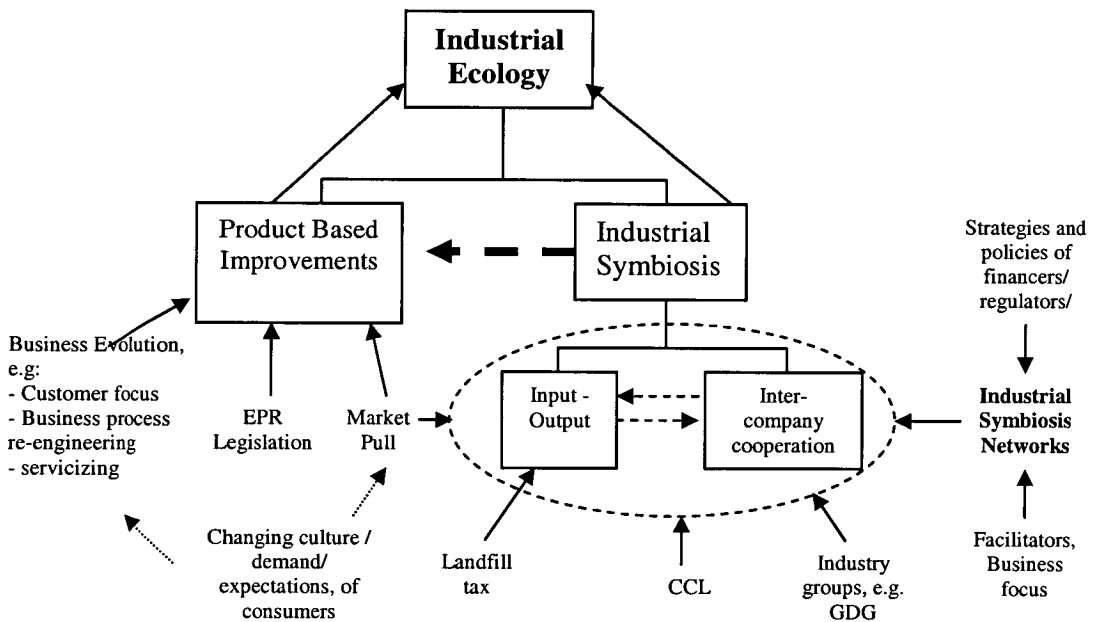 Industrial
Ecology
Product Based
Improvements
Industrial
Symbiosis
Strategies and
policies of
financers/
regulators/
Business Evolution,
e.g:
- Customer focus
- Business process
re-engineering
- servicizing
EPR
Legislation
Market
Pull
Input -
Output
Inter-
company
cooperation
Industrial
Symbiosis
Networks
Changing culture /
demand/
expectations, of
consumers
Landfill
tax
CCL
Industry
groups, e.g.
GDG
Facilitators,
Business
focus